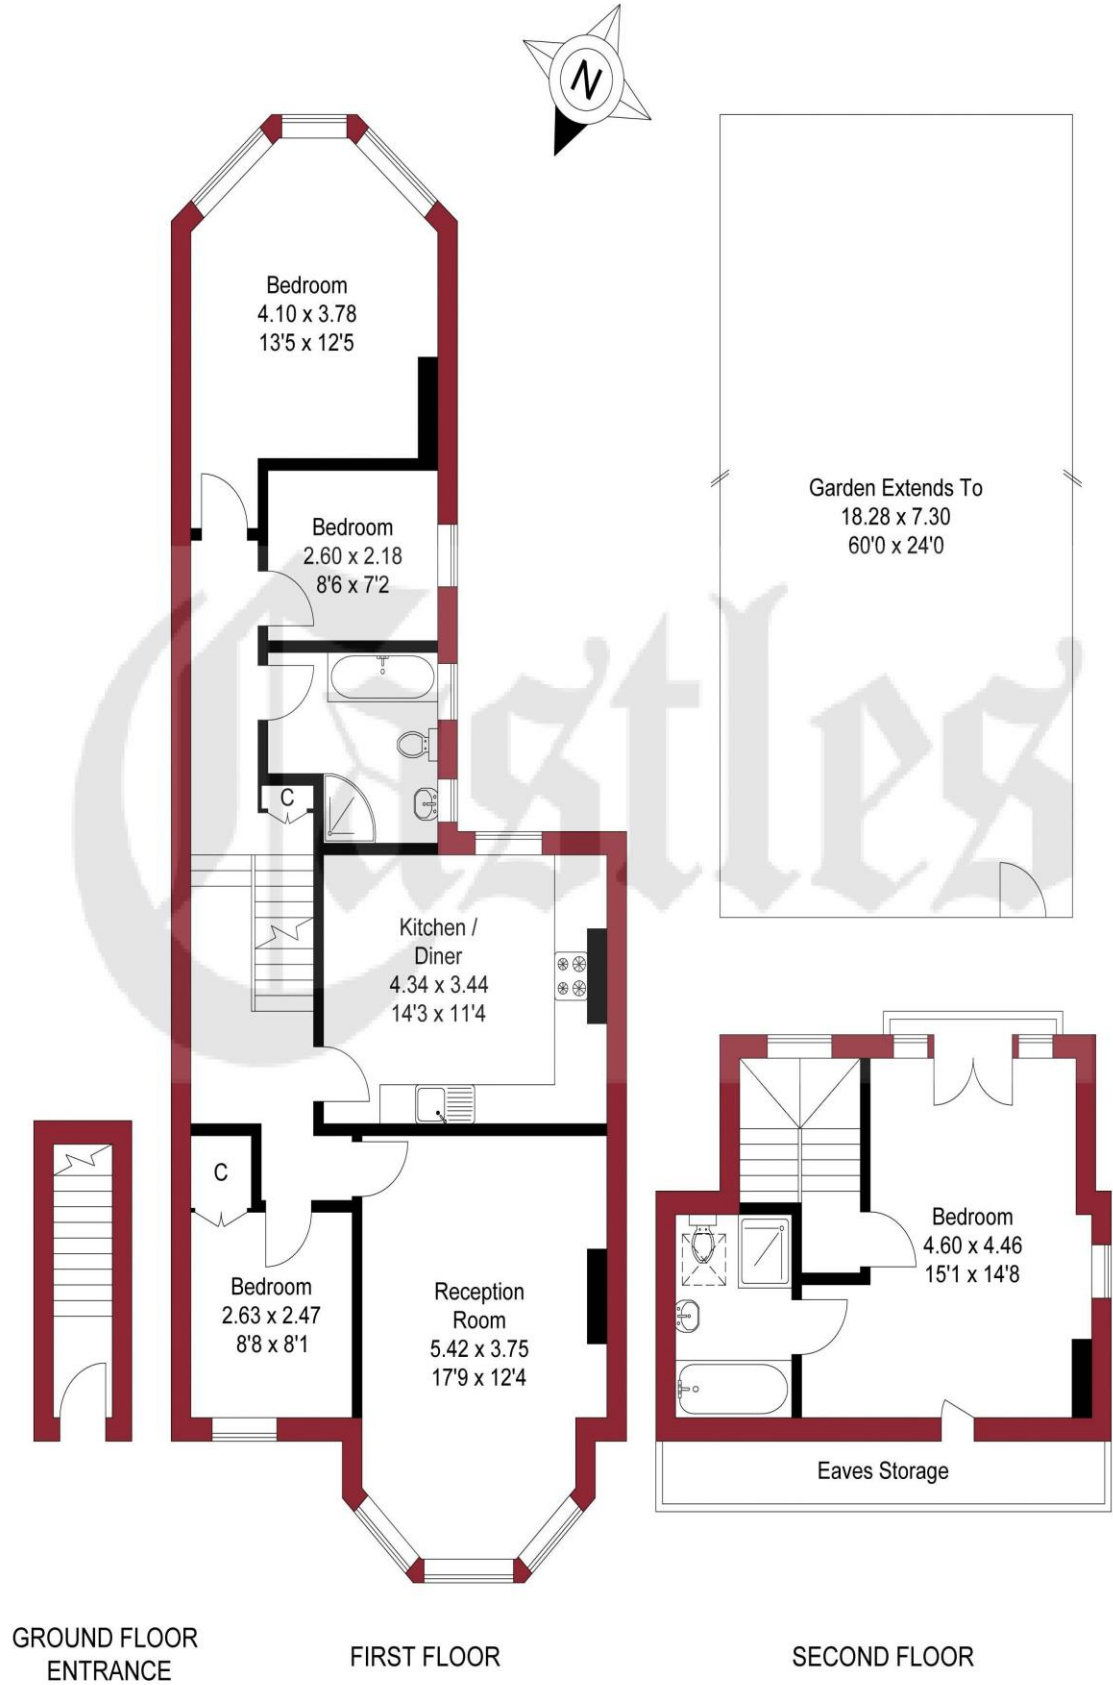 N
Bedroom
4.10 x 3.78
13'5 x 12'5
Bedroom
2.60 x 2.18
8'6 x 7'2
C
Kitchen /
Diner
4.34 x 3.44
14'3 x 11'4
C
Bedroom
2.63 x 2.47
8'8 x 8'1
Reception
Room
5.42 x 3.75
17'9 x 12'4
Garden Extends To
18.28 x 7.30
60'0 x 24'0
Castles
Bedroom
4.60 x 4.46
15'1 x 14'8
Eaves Storage
GROUND FLOOR
ENTRANCE
FIRST FLOOR
SECOND FLOOR